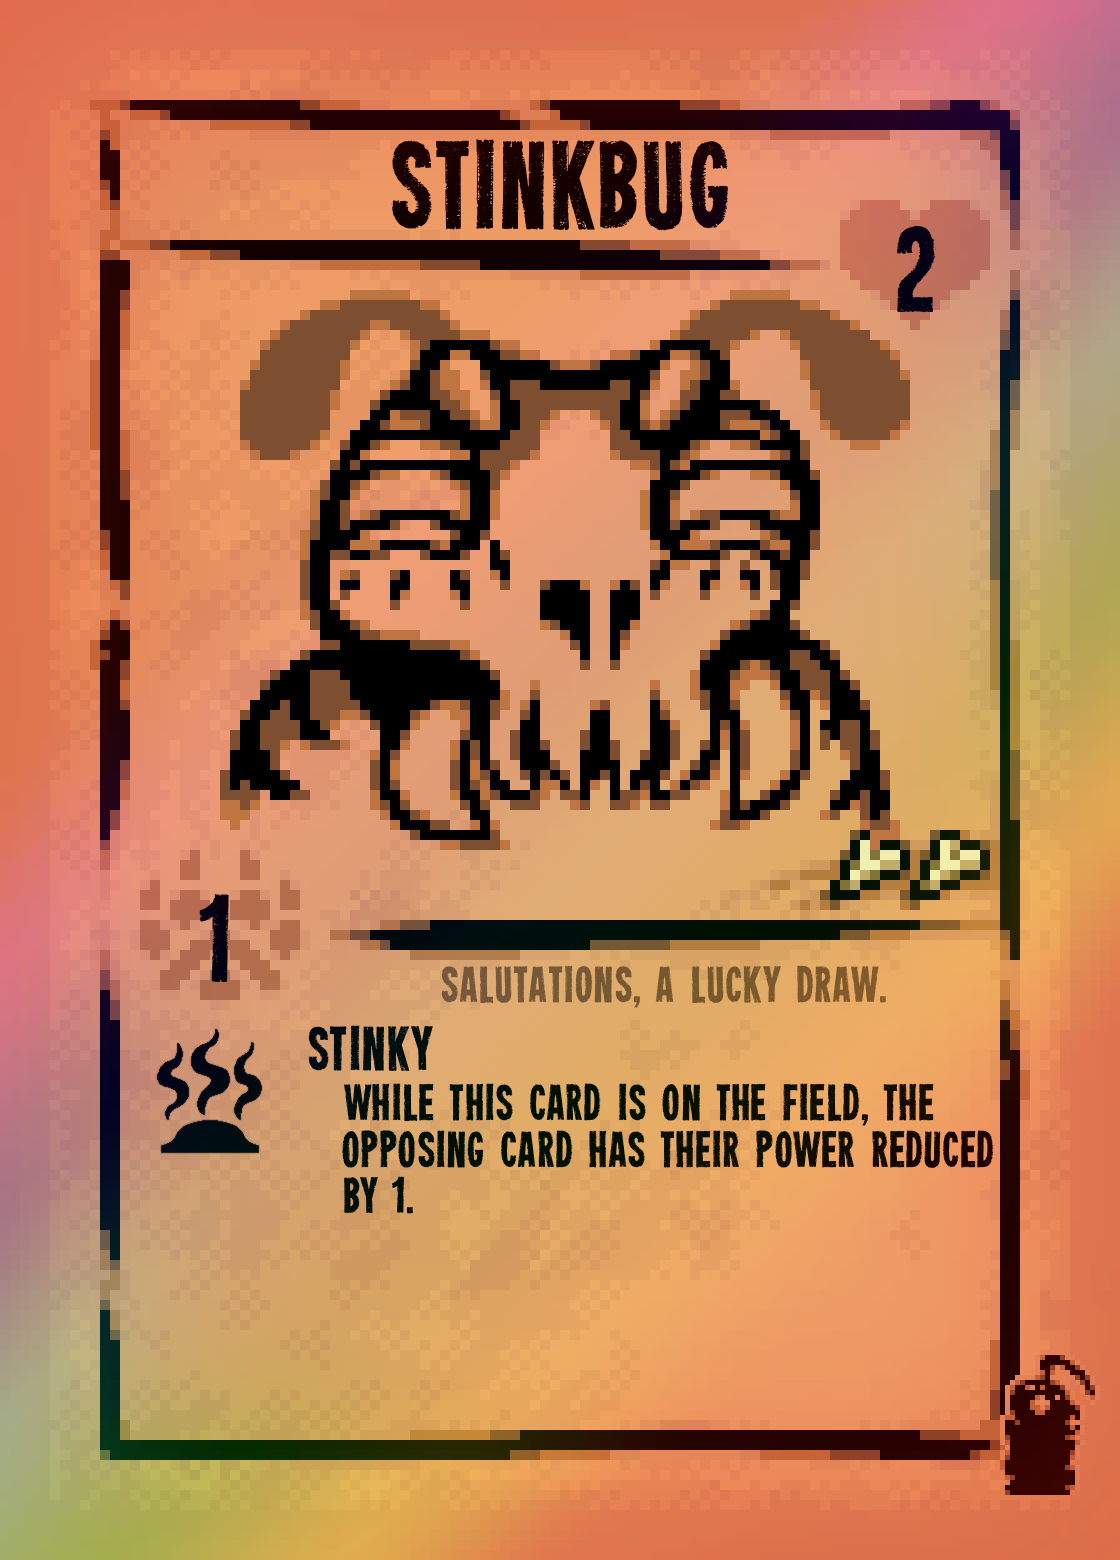 STINKBUG
2
1
SALUTATIONS, A LUCKY DRAW.
STINKY
WHILE THIS CARD IS ON THE FIELD, THE
OPPOSING CARD HAS THEIR POWER REDUCED
BY 1.